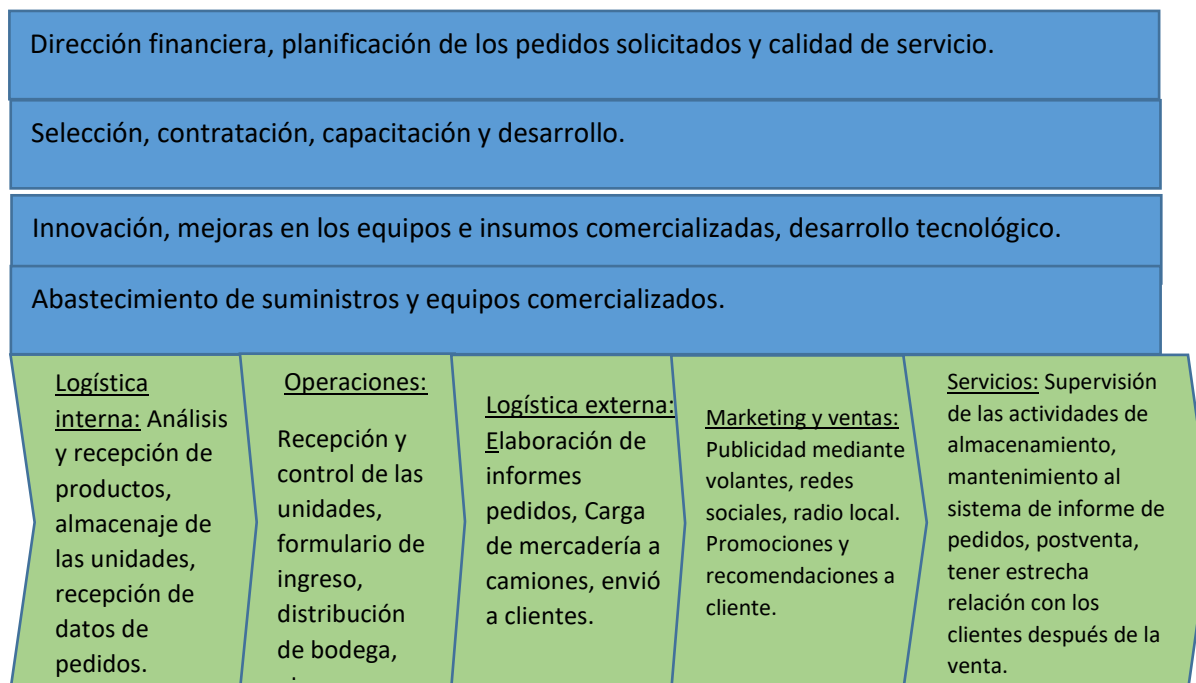 Dirección financiera, planificación de los pedidos solicitados y calidad de servicio.
Selección, contratación, capacitación y desarrollo.
Innovación, mejoras en los equipos e insumos comercializadas, desarrollo tecnológico.
Abastecimiento de suministros y equipos comercializados.
Logística
interna: Análisis
y recepción de
productos,
almacenaje de
las unidades,
recepción de
datos de
pedidos.
Operaciones:
Recepción y
control de las
unidades,
formulario de
ingreso,
distribución
de bodega,
Logística externa:
Elaboración de
informes
pedidos, Carga
de mercadería a
camiones, envió
a clientes.
Marketing y ventas:
Publicidad mediante
volantes, redes
sociales, radio local.
Promociones y
recomendaciones a
cliente.
Servicios: Supervisión
de las actividades de
almacenamiento,
mantenimiento al
sistema de informe de
pedidos, postventa,
tener estrecha
relación con los
clientes después de la
venta.